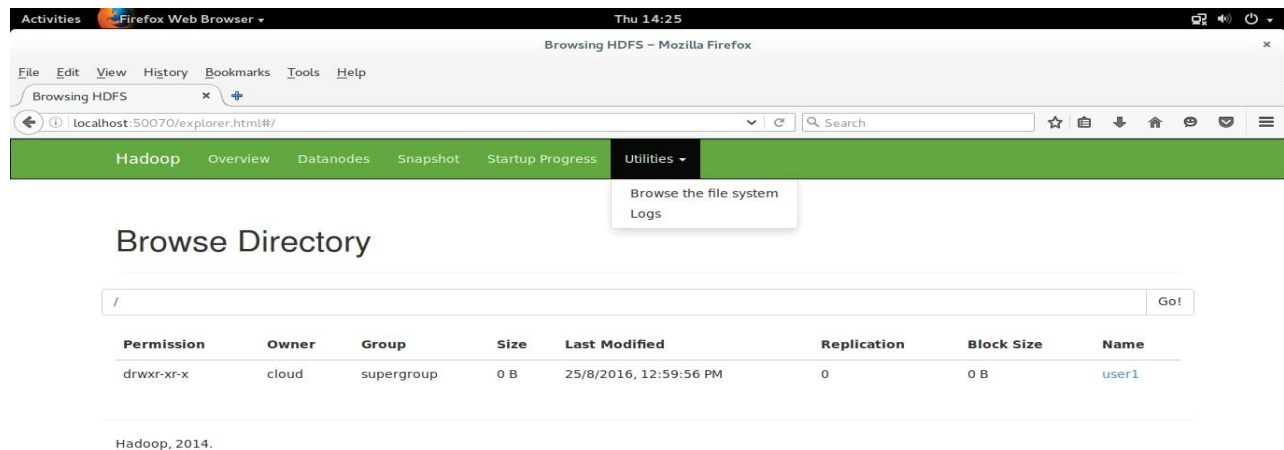 Activities Firefox Web Browser Thu 14:25
Browsing HDFS – Mozilla Firefox
File Edit View History Bookmarks Tools Help
Browsing HDFS
localhost:50070/explorer.html#/ Search
Hadoop Overview Datanodes Snapshot Startup Progress Utilities
Browse the file system
Logs
Browse Directory
/ Go!
Permission Owner Group Size Last Modified Replication Block Size Name
drwxr-xr-x cloud supergroup 0 B 25/8/2016, 12:59:56 PM 0 0 B user1
Hadoop, 2014.